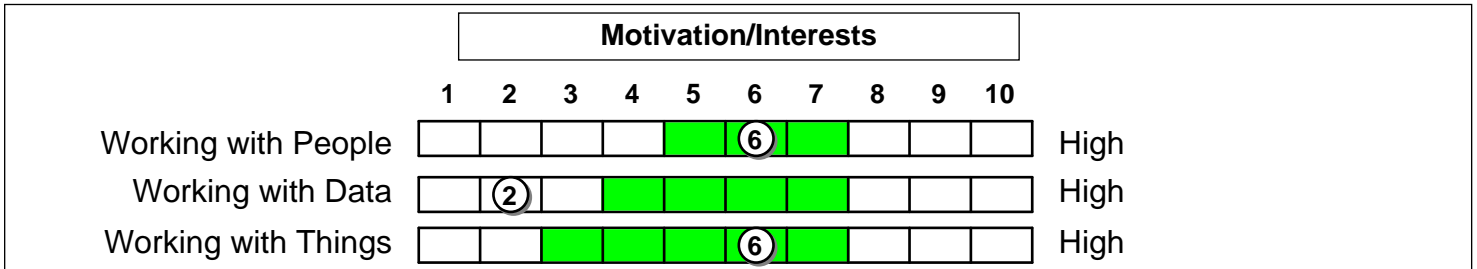 Motivation/Interests
1 2 3 4 5 6 7 8 9 10
Working with People 6 High
Working with Data 2 High
Working with Things 6 High